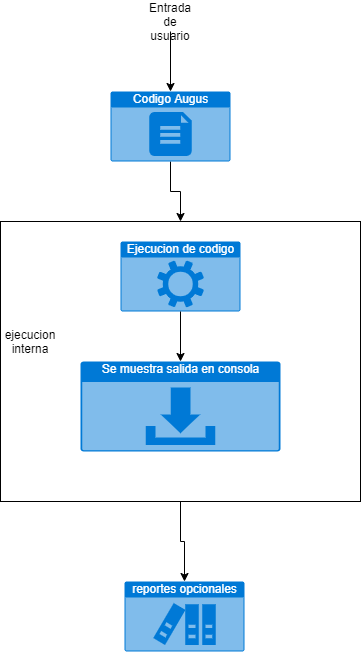 Entrada
de
usuario
Codigo Augus
Ejecucion de codigo
ejecucion
interna
Se muestra salida en consola
reportes opcionales